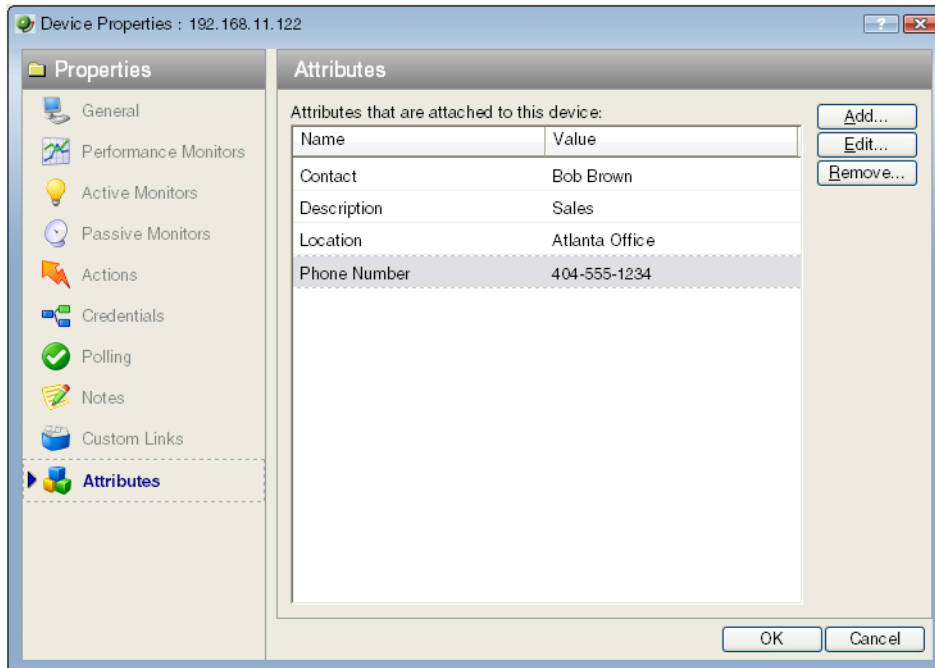 Device Properties : 192.168.11.122
?
Properties
General
Performance Monitors
Active Monitors
Passive Monitors
Actions
Credentials
Polling
Notes
Custom Links
Attributes
Attributes
Attributes that are attached to this device:
Name Value
Contact Bob Brown
Description Sales
Location Atlanta Office
Phone Number 404-555-1234
Add...
Edit...
Remove...
OK Cancel